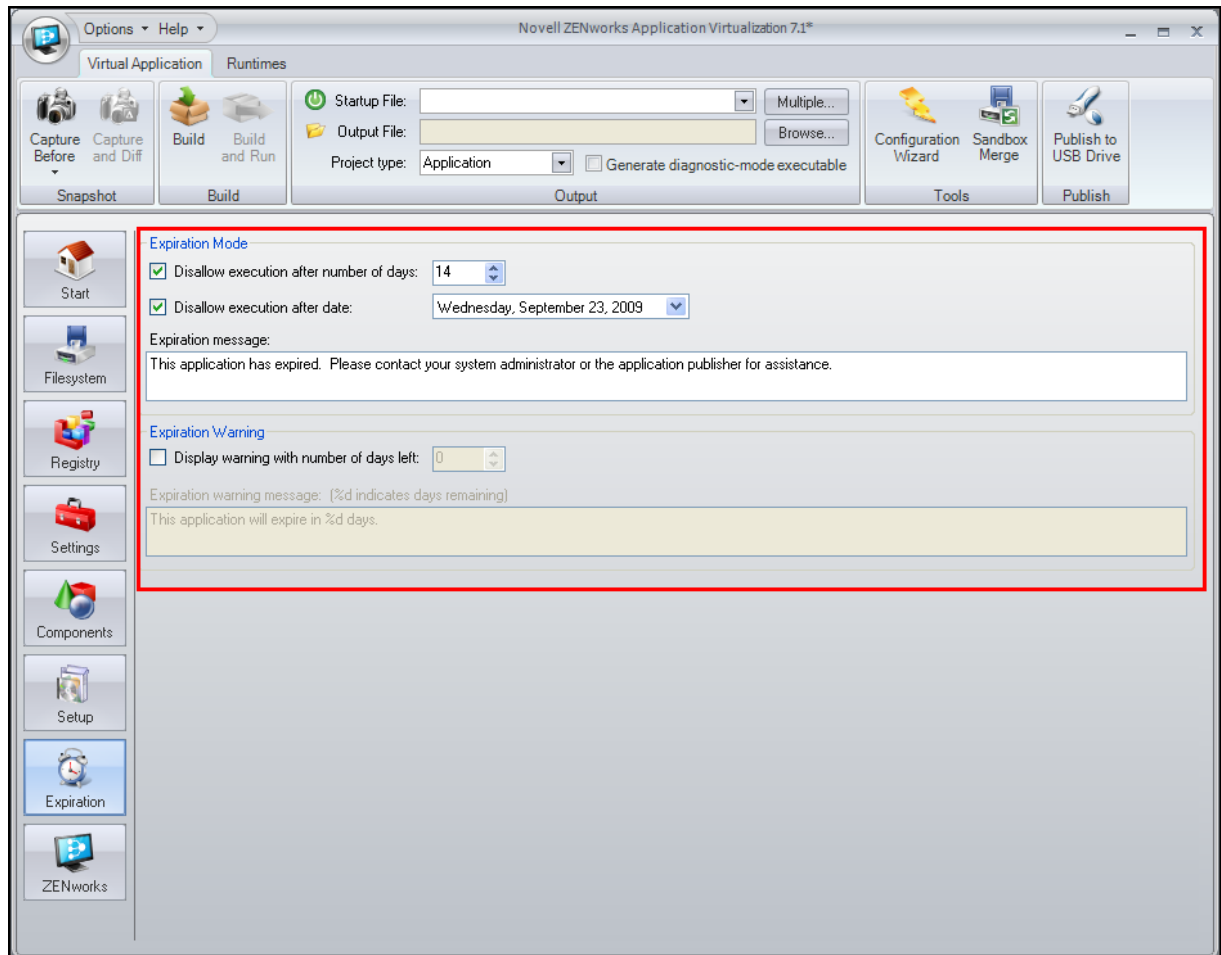 Options Help
Novell ZENworks Application Virtualization 7.1*
Virtual Application Runtimes
Capture Before
Capture and Diff
Snapshot
Build
Build and Run
Build
Startup File:
Multiple...
Output File:
Browse...
Project type: Application
Generate diagnostic-mode executable
Output
Configuration Wizard
Sandbox Merge
Tools
Publish to USB Drive
Publish
Start
Filesystem
Registry
Settings
Components
Setup
Expiration
ZENworks
Expiration Mode
Disallow execution after number of days: 14
Disallow execution after date: Wednesday, September 23, 2009
Expiration message:
This application has expired.  Please contact your system administrator or the application publisher for assistance.
Expiration Warning
Display warning with number of days left: 0
Expiration warning message: (%d indicates days remaining)
This application will expire in %d days.